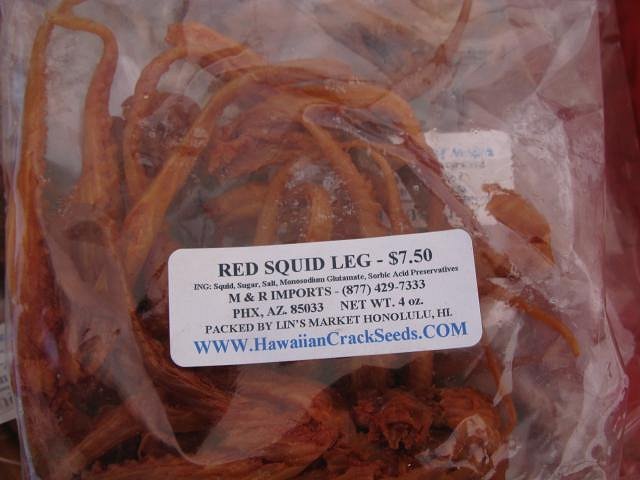 RED SQUID LEG - $7.50
ING: Squid, Sugar, Salt, Monosodium Glutamate, Sorbic Acid Preservatives
M & R IMPORTS - (877) 429-7333
PHX, AZ. 85033 NET WT. 4 oz.
PACKED BY LIN'S MARKET HONOLULU, HI.
WWW.HawaiianCrackSeeds.COM